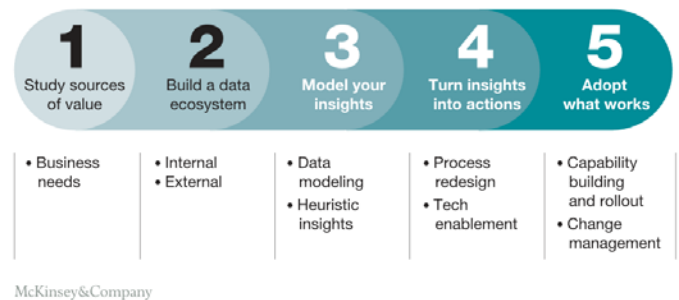 1
Study sources
of value
2
Build a data
ecosystem
3
Model your
insights
4
Turn insights
into actions
5
Adopt
what works
• Business
needs
• Internal
• External
• Data
modeling
• Heuristic
insights
• Process
redesign
• Tech
enablement
• Capability
building
and rollout
• Change
management
McKinsey&Company